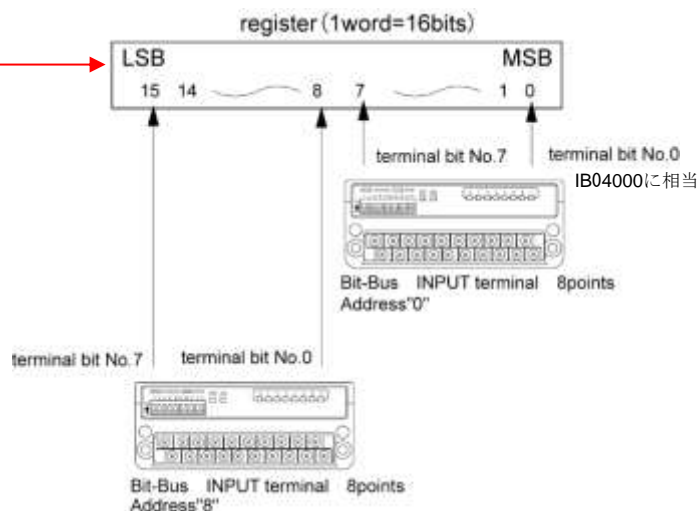 register(1word=16bits)
LSB MSB
15 14 8 7 1 0
terminal bit No.7 terminal bit No.0
IB04000に相当
Bit-Bus INPUT terminal 8points
Address"0"
terminal bit No.7 terminal bit No.0
Bit-Bus INPUT terminal 8points
Address"8"